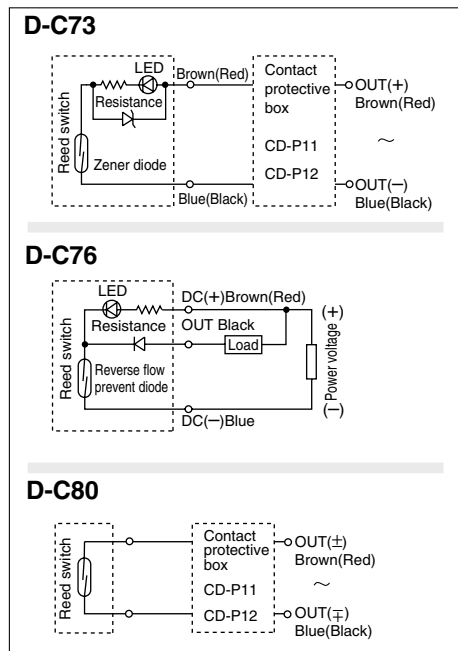 D-C73
LED
Resistance
Zener diode
Reed switch
Brown(Red)
Blue(Black)
Contact
protective
box
CD-P11
CD-P12
OUT(+)
Brown(Red)
～
OUT(−)
Blue(Black)
D-C76
LED
Resistance
Reverse flow
prevent diode
Reed switch
DC(+)Brown(Red)
OUT Black
Load
DC(−)Blue
(+)
Power voltage
(−)
D-C80
Reed switch
Contact
protective
box
CD-P11
CD-P12
OUT(±)
Brown(Red)
～
OUT(∓)
Blue(Black)